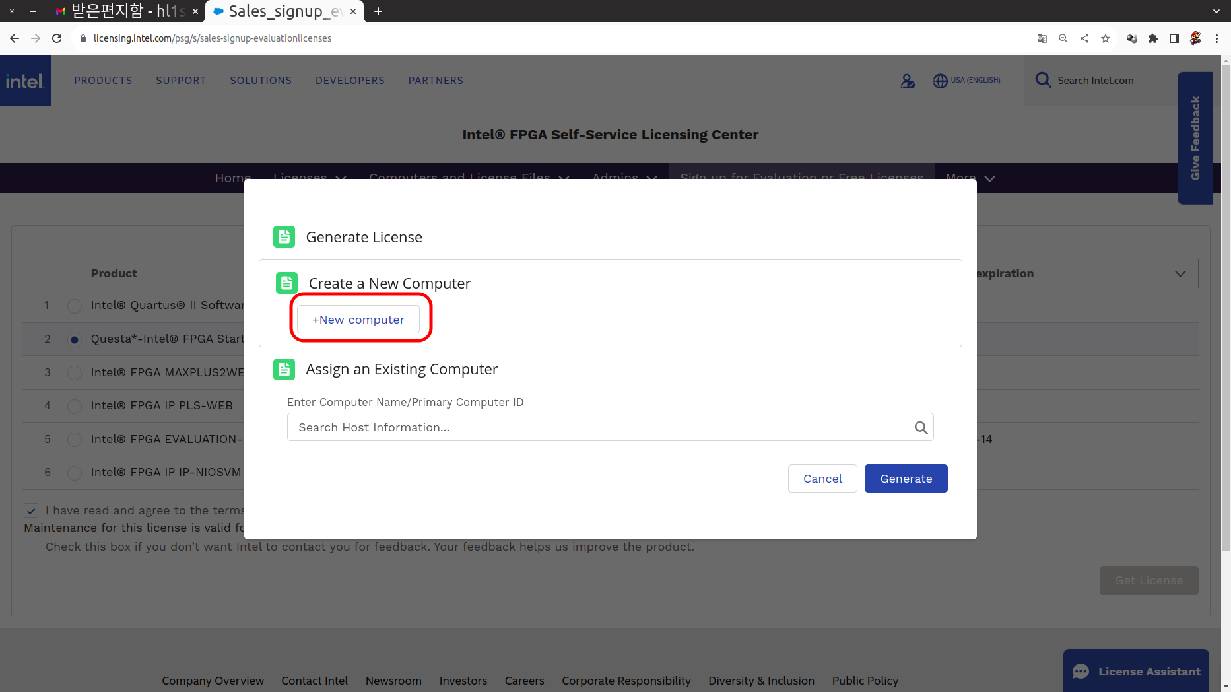 받은편지함 - hl1s
Sales_signup_ev
licensing.intel.com/psg/s/sales-signup-evaluationlicenses
intel.
PRODUCTS
SUPPORT
SOLUTIONS
DEVELOPERS
PARTNERS
USA (ENGLISH)
Search Intel.com
Give Feedback
Intel® FPGA Self-Service Licensing Center
Home
Licenses
Computers and License Files
Admins
Sign up for Evaluation or Free Licenses
More
Generate License
Create a New Computer
+New computer
Assign an Existing Computer
Enter Computer Name/Primary Computer ID
Search Host Information...
Cancel
Generate
Product
expiration
1 Intel® Quartus® II Softwar
2 Questa*-Intel® FPGA Start
3 Intel® FPGA MAXPLUS2WE
4 Intel® FPGA IP PLS-WEB
5 Intel® FPGA EVALUATION-
-14
6 Intel® FPGA IP IP-NIOSVM
I have read and agree to the terms
Maintenance for this license is valid fo
Check this box if you don't want Intel to contact you for feedback. Your feedback helps us improve the product.
Get License
Company Overview
Contact Intel
Newsroom
Investors
Careers
Corporate Responsibility
Diversity & Inclusion
Public Policy
License Assistant